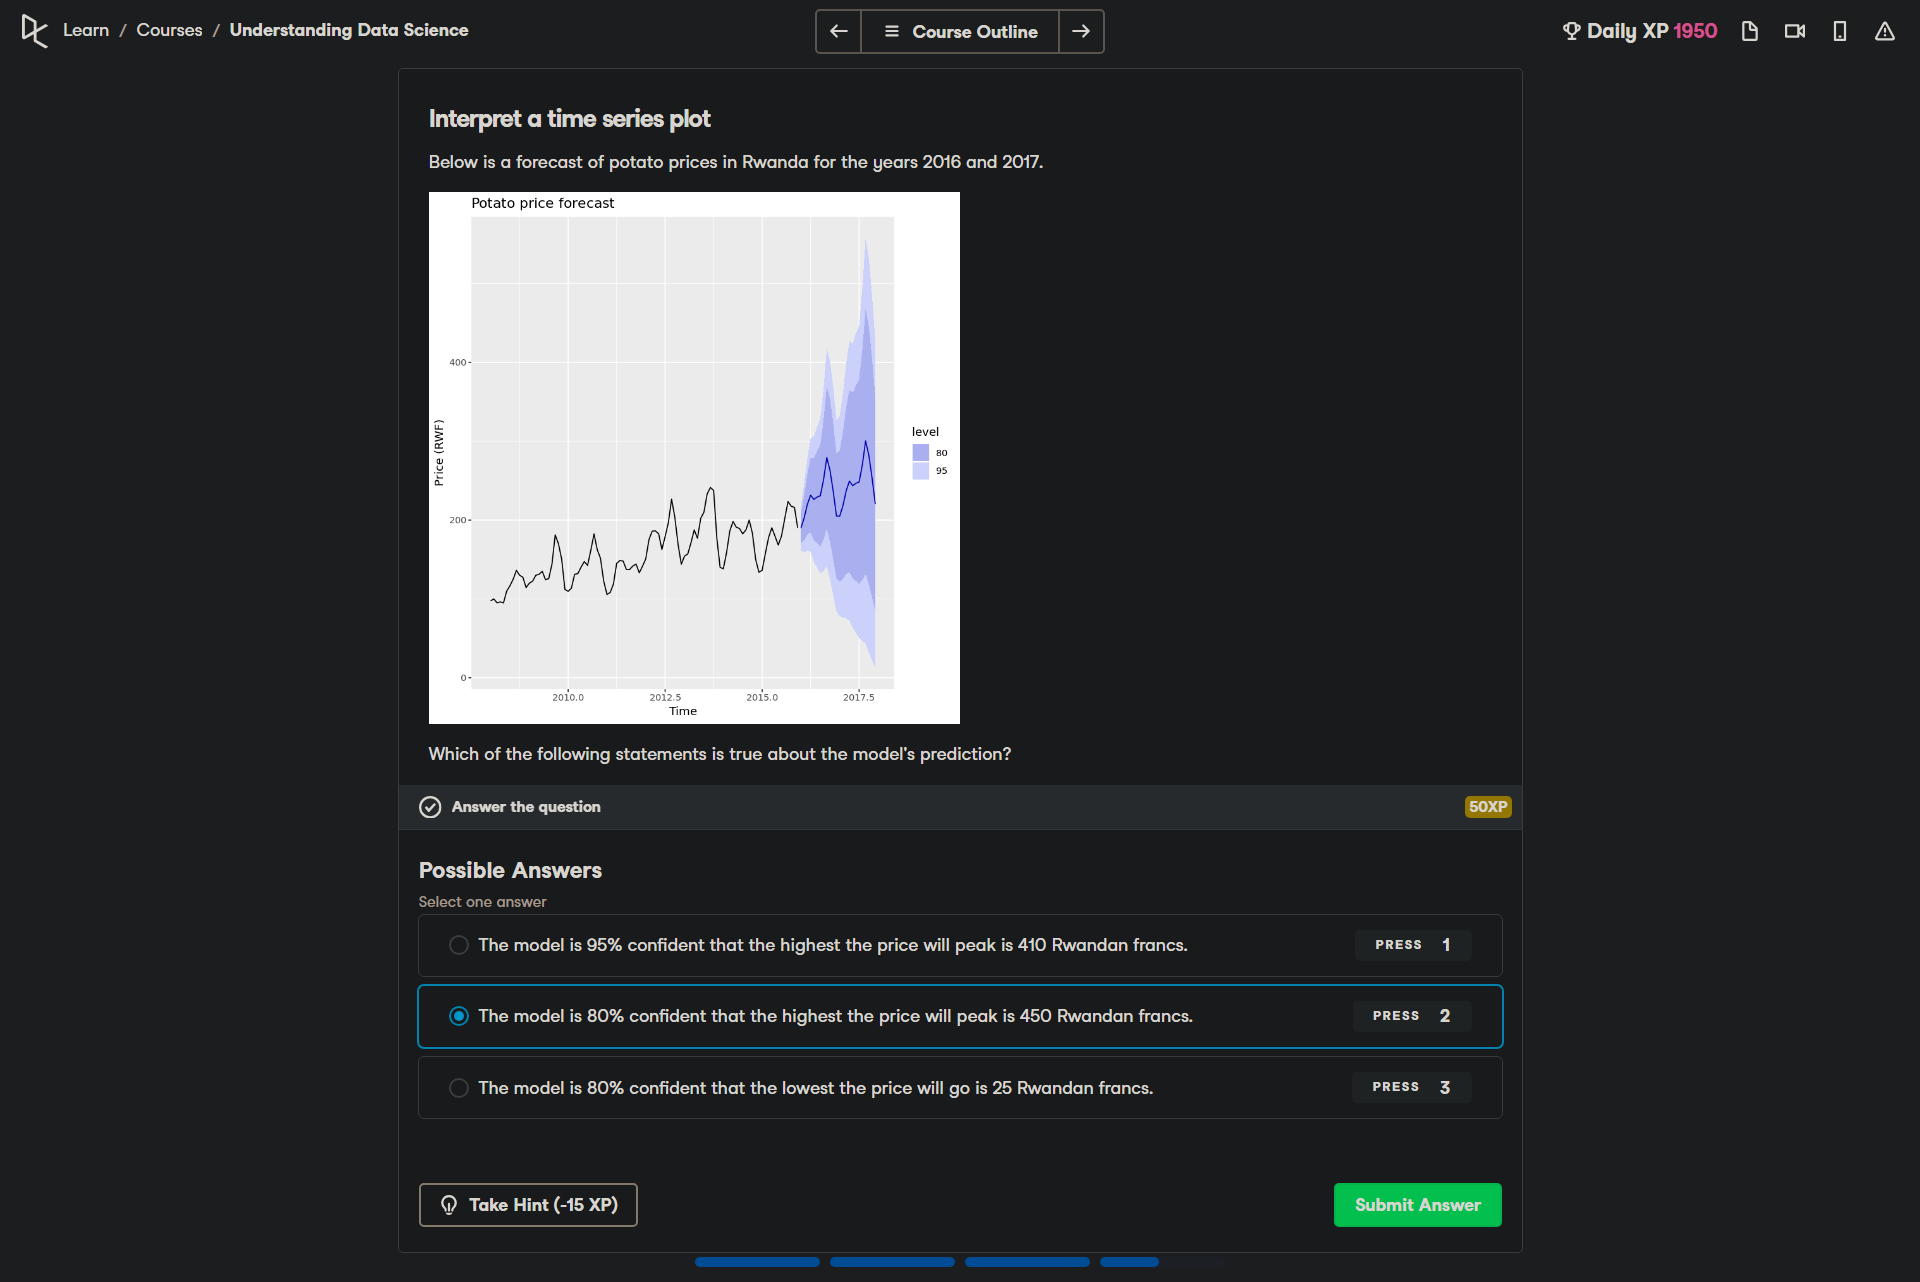 Learn / Courses / Understanding Data Science
Course Outline
Daily XP 1950
Interpret a time series plot
Below is a forecast of potato prices in Rwanda for the years 2016 and 2017.
Potato price forecast
400
200
0
Price (RWF)
2010.0 2012.5 2015.0 2017.5
Time
level
80
95
Which of the following statements is true about the model's prediction?
Answer the question
50XP
Possible Answers
Select one answer
The model is 95% confident that the highest the price will peak is 410 Rwandan francs.
PRESS 1
The model is 80% confident that the highest the price will peak is 450 Rwandan francs.
PRESS 2
The model is 80% confident that the lowest the price will go is 25 Rwandan francs.
PRESS 3
Take Hint (-15 XP)
Submit Answer